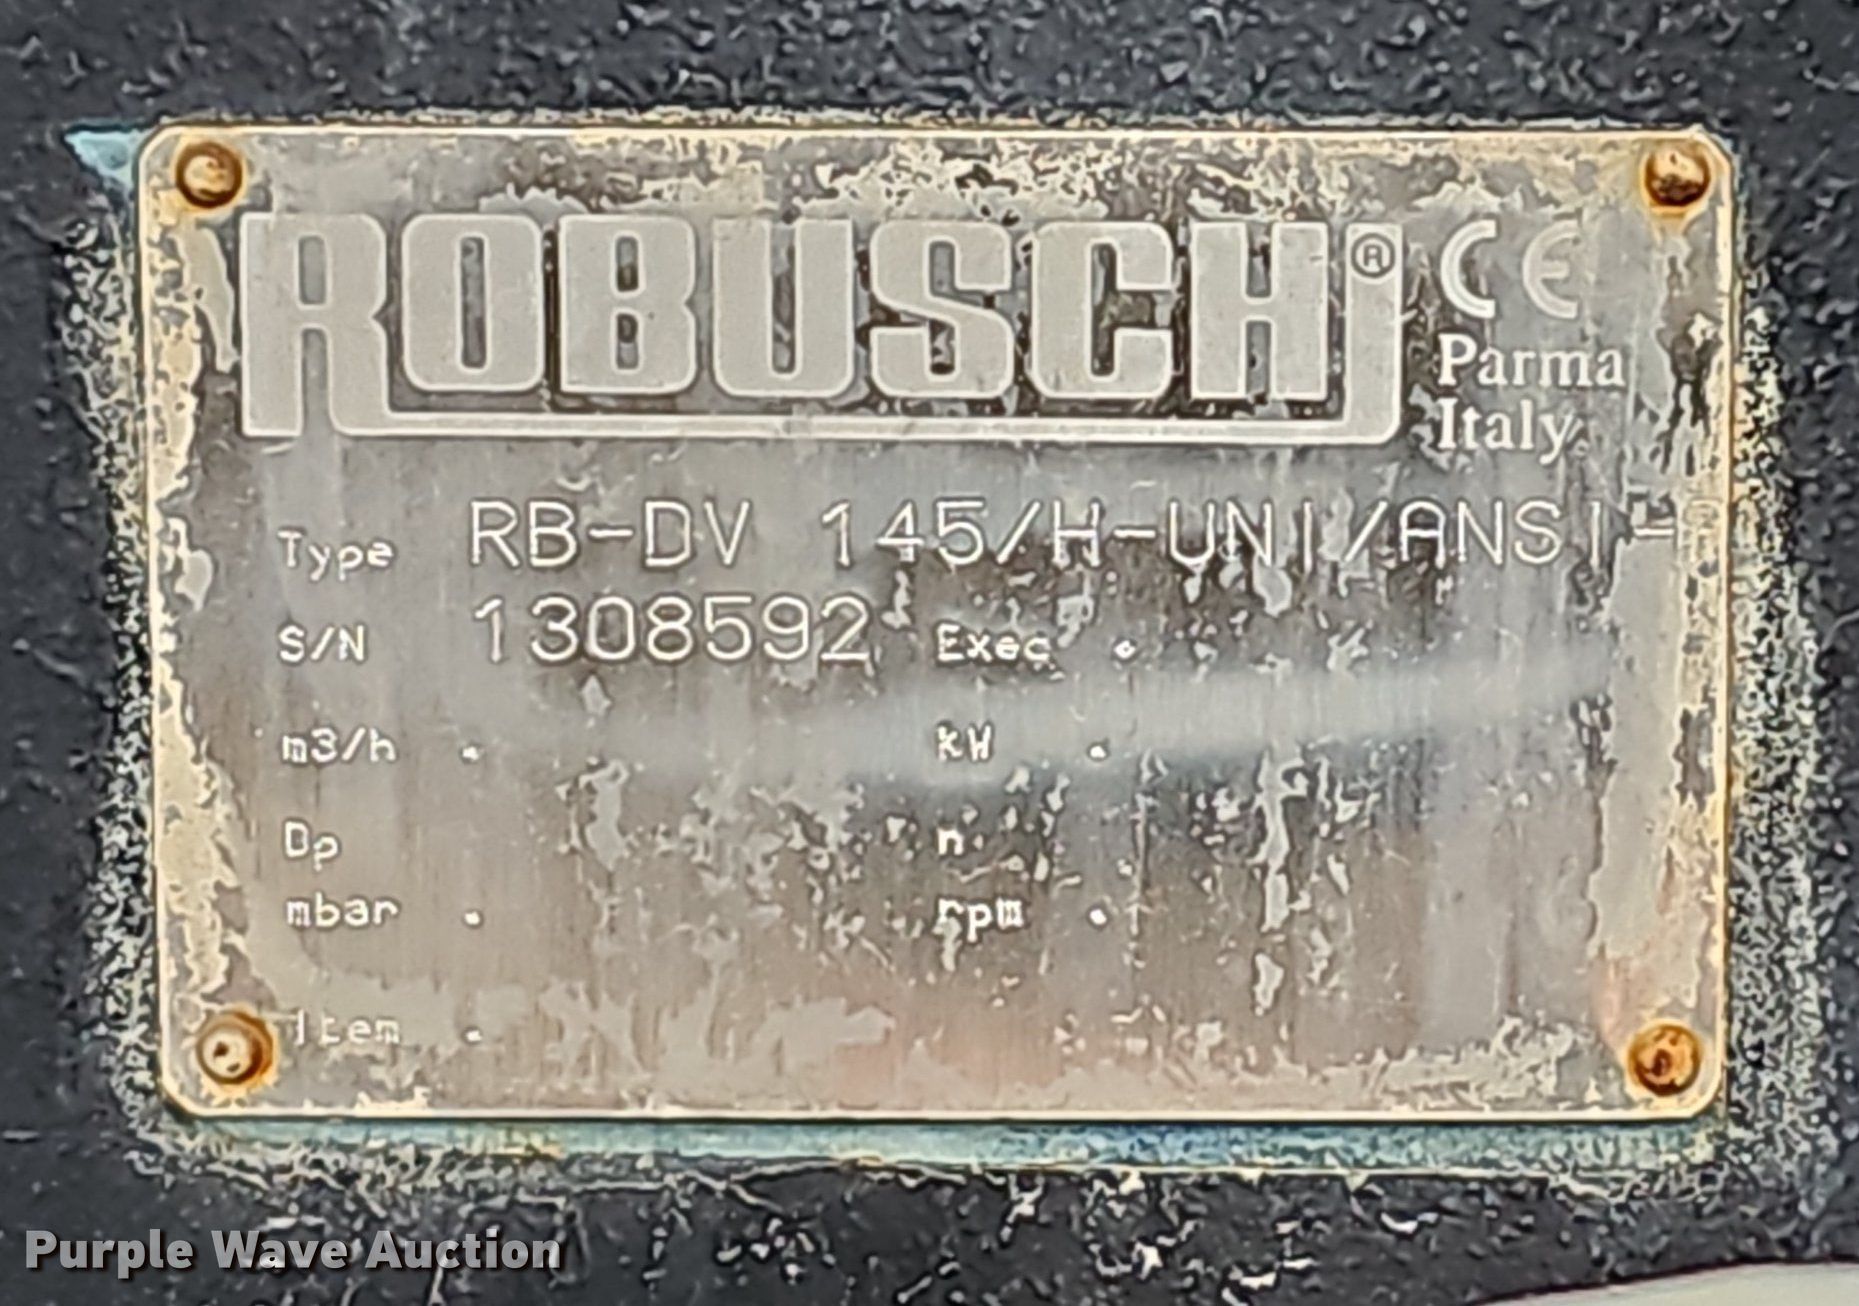 ROBUSCHi® CE
Parma
Italy
Type RB-DV 145/H-UNI/ANSI-
S/N 1308592 Exec .
m3/h . kW .
Dp n
mbar . rpm .
Item .
Purple Wave Auction